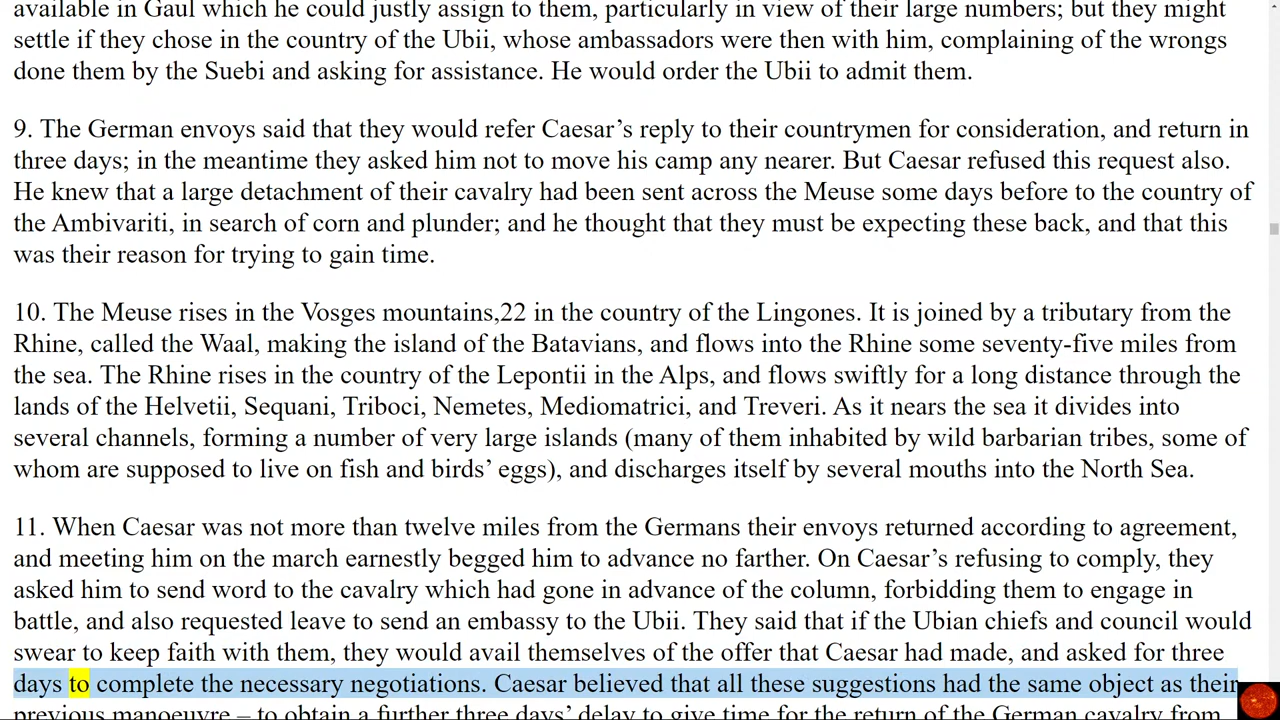 available in Gaul which he could justly assign to them, particularly in view of their large numbers; but they might
settle if they chose in the country of the Ubii, whose ambassadors were then with him, complaining of the wrongs
done them by the Suebi and asking for assistance. He would order the Ubii to admit them.
9. The German envoys said that they would refer Caesar’s reply to their countrymen for consideration, and return in
three days; in the meantime they asked him not to move his camp any nearer. But Caesar refused this request also.
He knew that a large detachment of their cavalry had been sent across the Meuse some days before to the country of
the Ambivariti, in search of corn and plunder; and he thought that they must be expecting these back, and that this
was their reason for trying to gain time.
10. The Meuse rises in the Vosges mountains,22 in the country of the Lingones. It is joined by a tributary from the
Rhine, called the Waal, making the island of the Batavians, and flows into the Rhine some seventy-five miles from
the sea. The Rhine rises in the country of the Lepontii in the Alps, and flows swiftly for a long distance through the
lands of the Helvetii, Sequani, Triboci, Nemetes, Mediomatrici, and Treveri. As it nears the sea it divides into
several channels, forming a number of very large islands (many of them inhabited by wild barbarian tribes, some of
whom are supposed to live on fish and birds’ eggs), and discharges itself by several mouths into the North Sea.
11. When Caesar was not more than twelve miles from the Germans their envoys returned according to agreement,
and meeting him on the march earnestly begged him to advance no farther. On Caesar’s refusing to comply, they
asked him to send word to the cavalry which had gone in advance of the column, forbidding them to engage in
battle, and also requested leave to send an embassy to the Ubii. They said that if the Ubian chiefs and council would
swear to keep faith with them, they would avail themselves of the offer that Caesar had made, and asked for three
days to complete the necessary negotiations. Caesar believed that all these suggestions had the same object as their
previous manoeuvre – to obtain a further three days’ delay to give time for the return of the German cavalry from